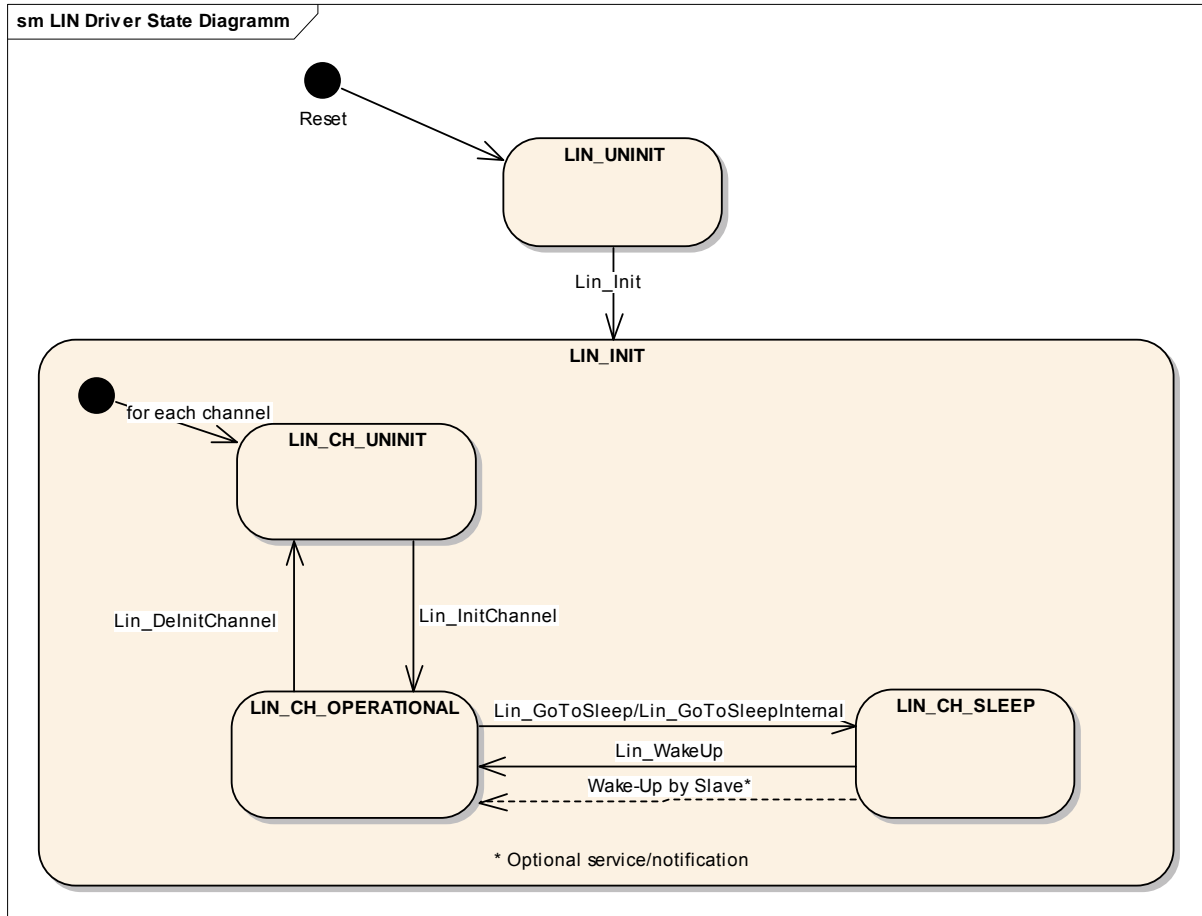 sm LIN Driver State Diagramm
Reset
LIN_UNINIT
Lin_Init
LIN_INIT
for each channel
LIN_CH_UNINIT
Lin_DeInitChannel
Lin_InitChannel
LIN_CH_OPERATIONAL
Lin_GoToSleep/Lin_GoToSleepInternal
LIN_CH_SLEEP
Lin_WakeUp
Wake-Up by Slave*
* Optional service/notification